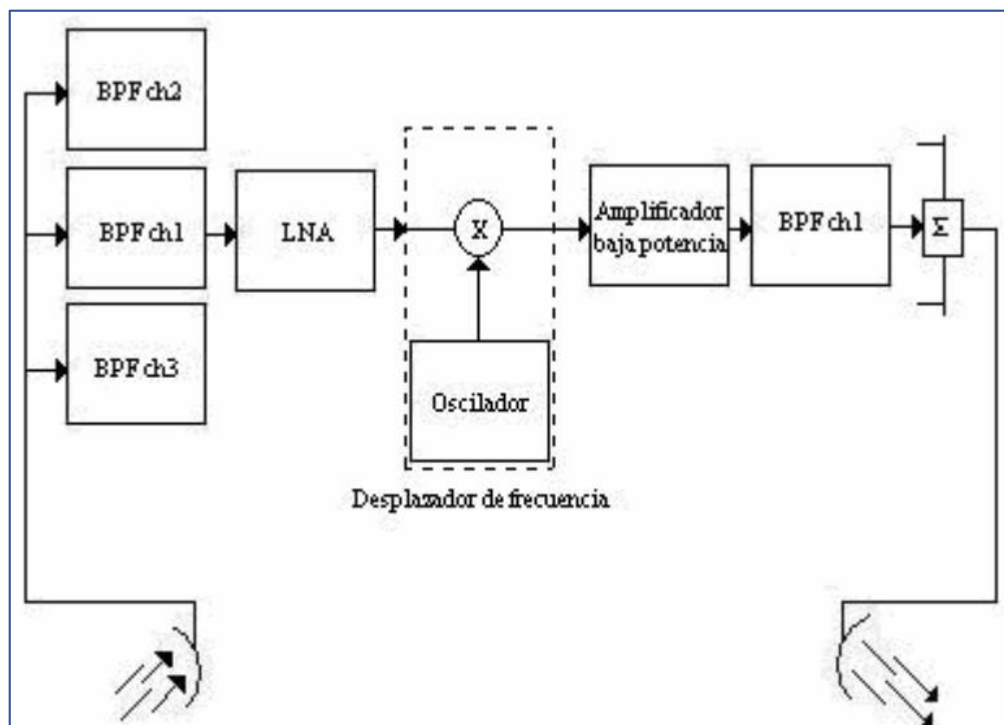 BPF ch2
BPF ch1
LNA
X
Amplificador
baja potencia
BPF ch1
Σ
BPF ch3
Oscilador
Desplazador de frecuencia